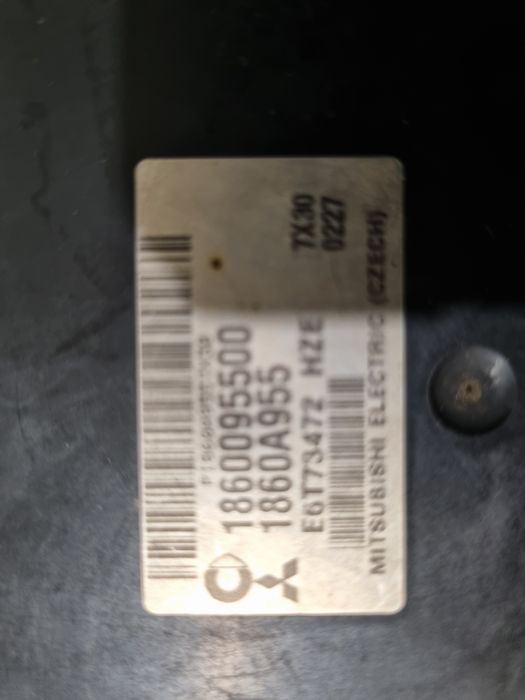 1860095500
1860A955
E6T73472 HZE
7X30
0227
MITSUBISHI ELECTRIC (CZECH)